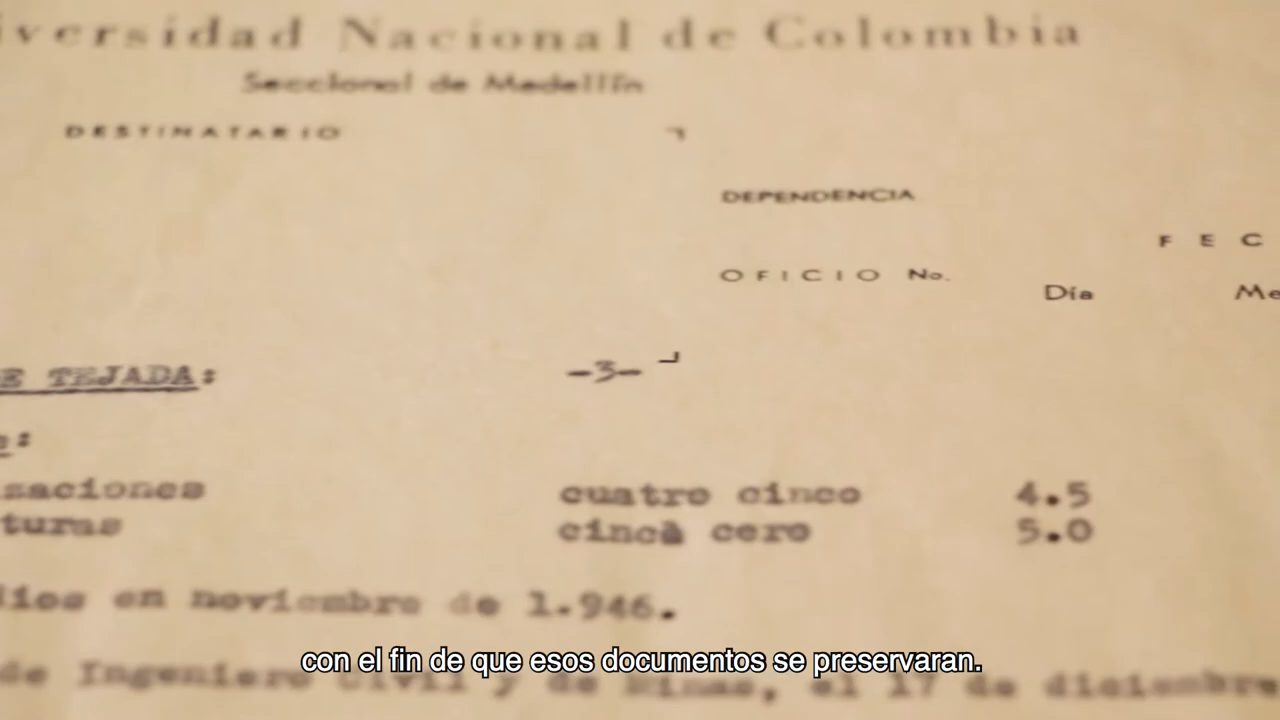 iversidad Nacional de Colombia
Seccional de Medellín
DESTINATARIO
DEPENDENCIA
F E C
OFICIO No.
Día Me
E TEJADA: -3-
o:
zaciones cuatro cinco 4.5
turas cinco cero 5.0
dios en noviembre de 1.946.
con el fin de que esos documentos se preservaran.
de Ingeniero Civil y de Minas, el 17 de diciembre